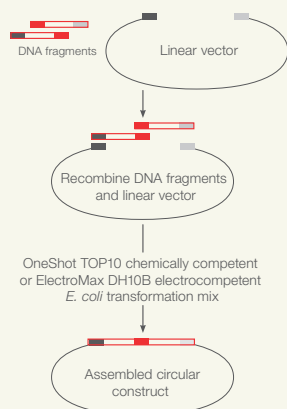 DNA fragments
Linear vector
Recombine DNA fragments
and linear vector
OneShot TOP10 chemically competent
or ElectroMax DH10B electrocompetent
E. coli transformation mix
Assembled circular
construct